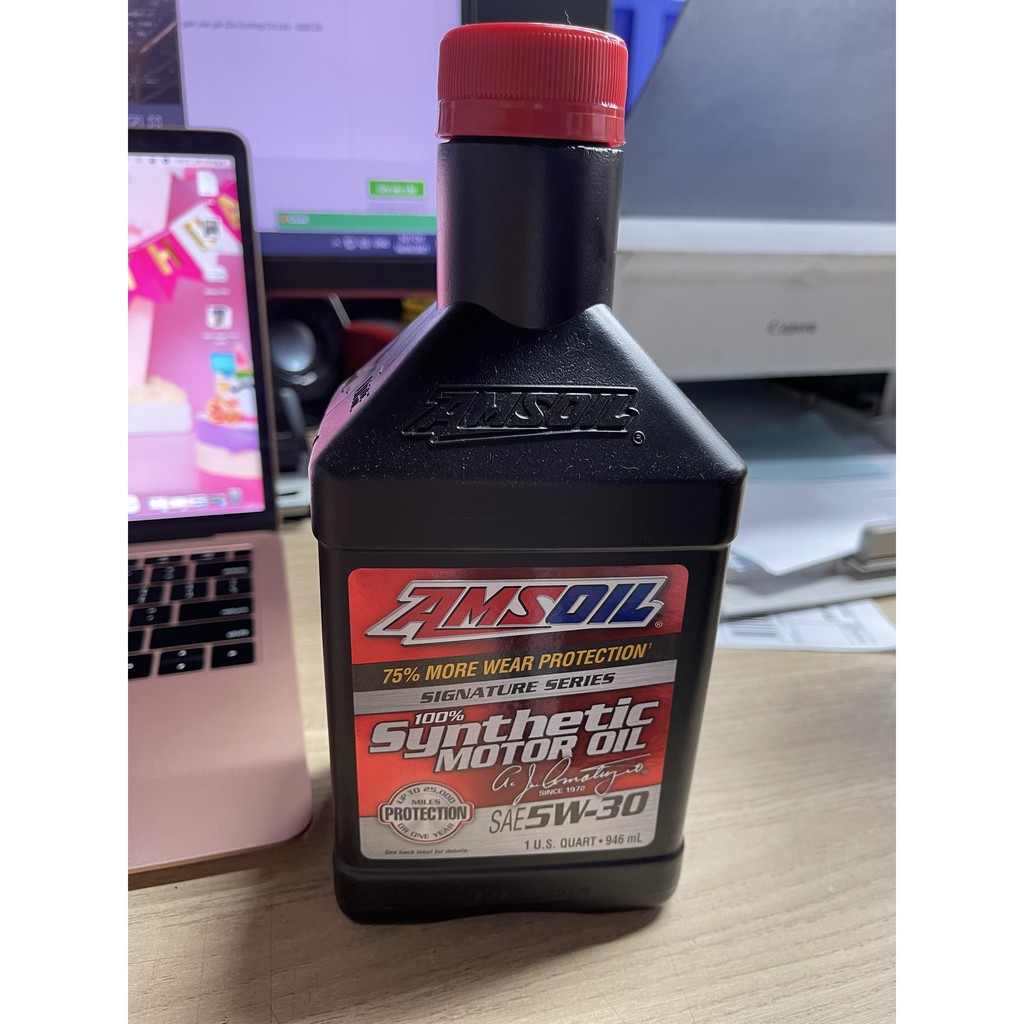 Canon
AMSOIL®
AMSOIL®
75% MORE WEAR PROTECTION†
SIGNATURE SERIES
100%
Synthetic
MOTOR OIL
A. J. Amatuzio
SINCE 1972
UP TO 25,000
MILES
PROTECTION
OR ONE YEAR
SAE 5W-30
1 U.S. QUART • 946 mL
See back label for details